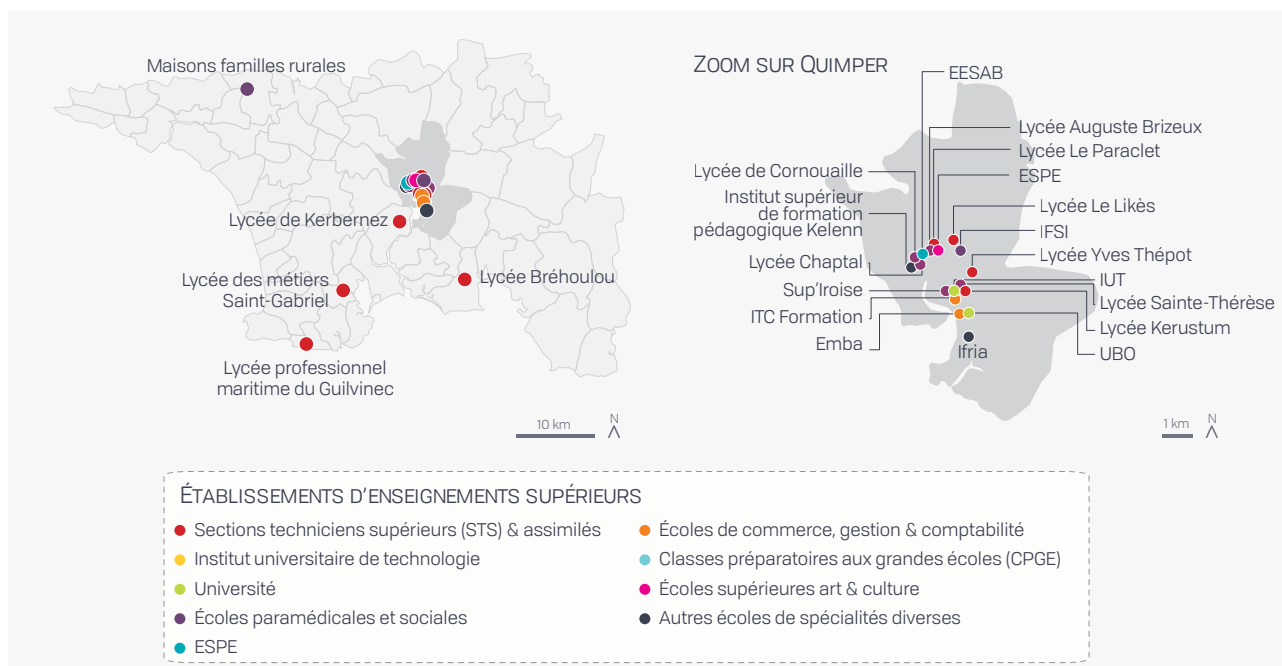 Maisons familles rurales
Lycée de Kerbernez
Lycée des métiers
Saint-Gabriel
Lycée Bréhoulou
Lycée professionnel
maritime du Guilvinec
10 km
N
ZOOM SUR QUIMPER
EESAB
Lycée Auguste Brizeux
Lycée Le Paraclet
ESPE
Lycée de Cornouaille
Institut supérieur
de formation
pédagogique Kelenn
Lycée Le Likès
IFSI
Lycée Yves Thépot
Lycée Chaptal
IUT
Sup'Iroise
Lycée Sainte-Thérèse
ITC Formation
Lycée Kerustum
Emba
Ifria
UBO
1 km
N
ÉTABLISSEMENTS D'ENSEIGNEMENTS SUPÉRIEURS
Sections techniciens supérieurs (STS) & assimilés
Institut universitaire de technologie
Université
Écoles paramédicales et sociales
ESPE
Écoles de commerce, gestion & comptabilité
Classes préparatoires aux grandes écoles (CPGE)
Écoles supérieures art & culture
Autres écoles de spécialités diverses